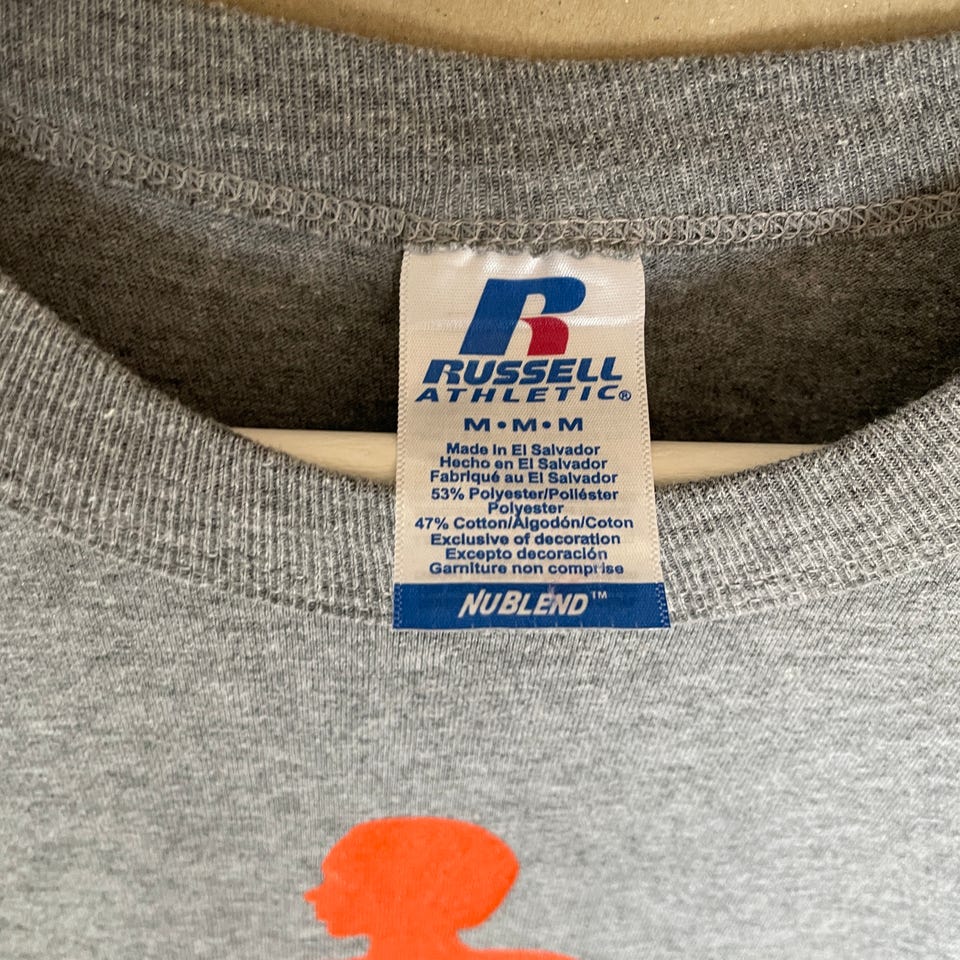 R
RUSSELL
ATHLETIC®
M•M•M
Made in El Salvador
Hecho en El Salvador
Fabriqué au El Salvador
53% Polyester/Poliéster
Polyester
47% Cotton/Algodón/Coton
Exclusive of decoration
Excepto decoración
Garniture non comprise
NUBLEND™